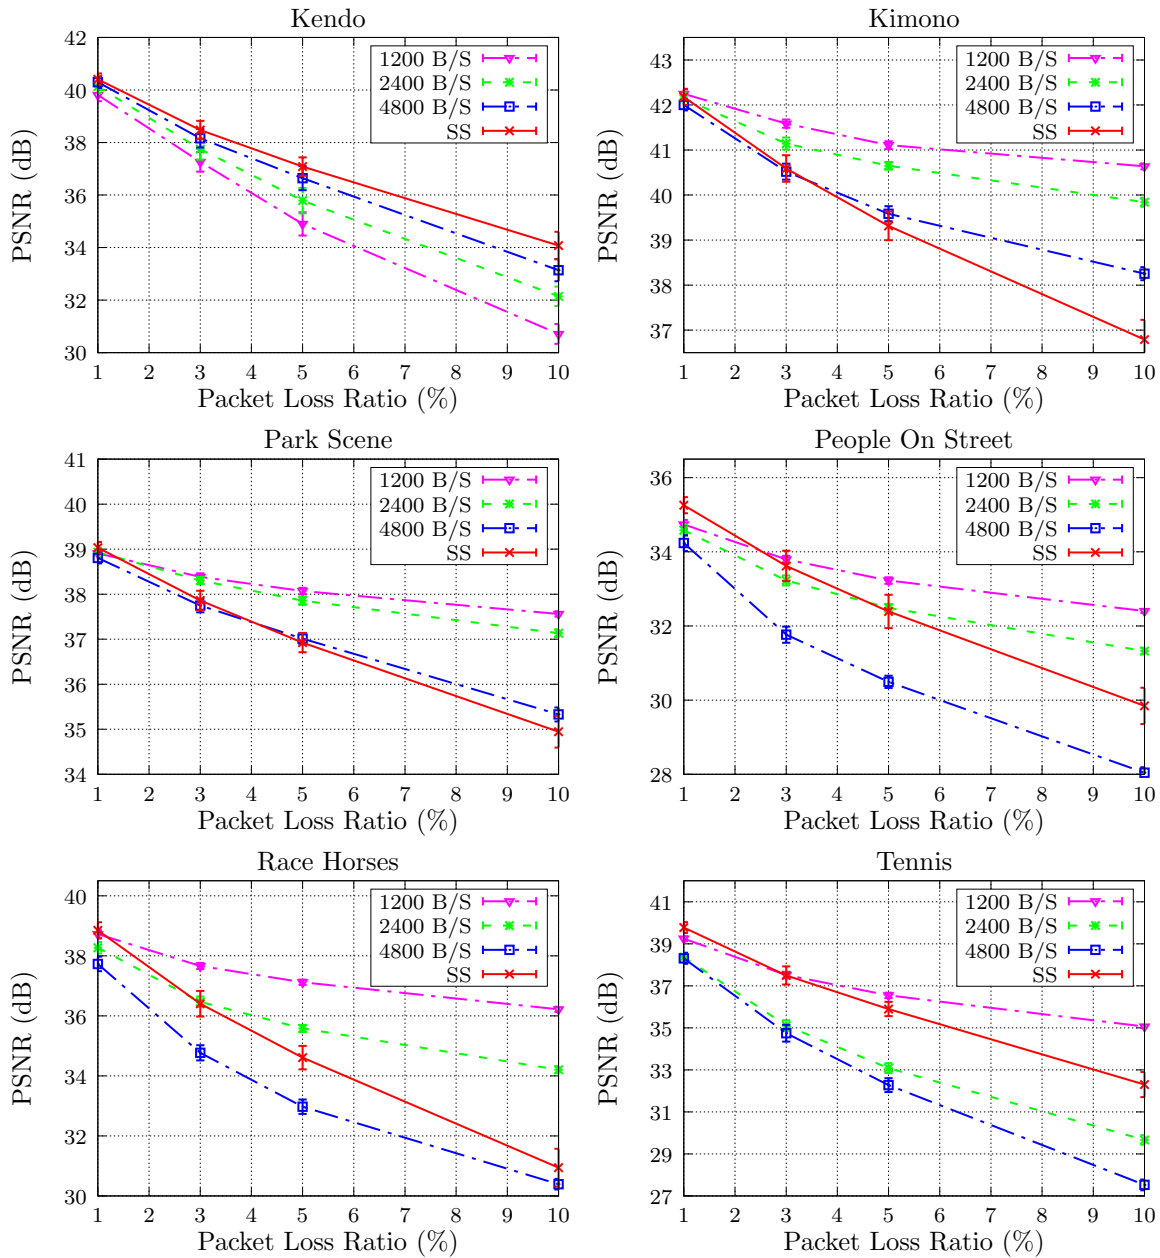 Kendo
42
40
38
36
34
32
30
PSNR (dB)
1200 B/S
2400 B/S
4800 B/S
SS
1 2 3 4 5 6 7 8 9 10
Packet Loss Ratio (%)
Kimono
43
42
41
40
39
38
37
PSNR (dB)
1200 B/S
2400 B/S
4800 B/S
SS
1 2 3 4 5 6 7 8 9 10
Packet Loss Ratio (%)
Park Scene
41
40
39
38
37
36
35
34
PSNR (dB)
1200 B/S
2400 B/S
4800 B/S
SS
1 2 3 4 5 6 7 8 9 10
Packet Loss Ratio (%)
People On Street
36
34
32
30
28
PSNR (dB)
1200 B/S
2400 B/S
4800 B/S
SS
1 2 3 4 5 6 7 8 9 10
Packet Loss Ratio (%)
Race Horses
40
38
36
34
32
30
PSNR (dB)
1200 B/S
2400 B/S
4800 B/S
SS
1 2 3 4 5 6 7 8 9 10
Packet Loss Ratio (%)
Tennis
41
39
37
35
33
31
29
27
PSNR (dB)
1200 B/S
2400 B/S
4800 B/S
SS
1 2 3 4 5 6 7 8 9 10
Packet Loss Ratio (%)